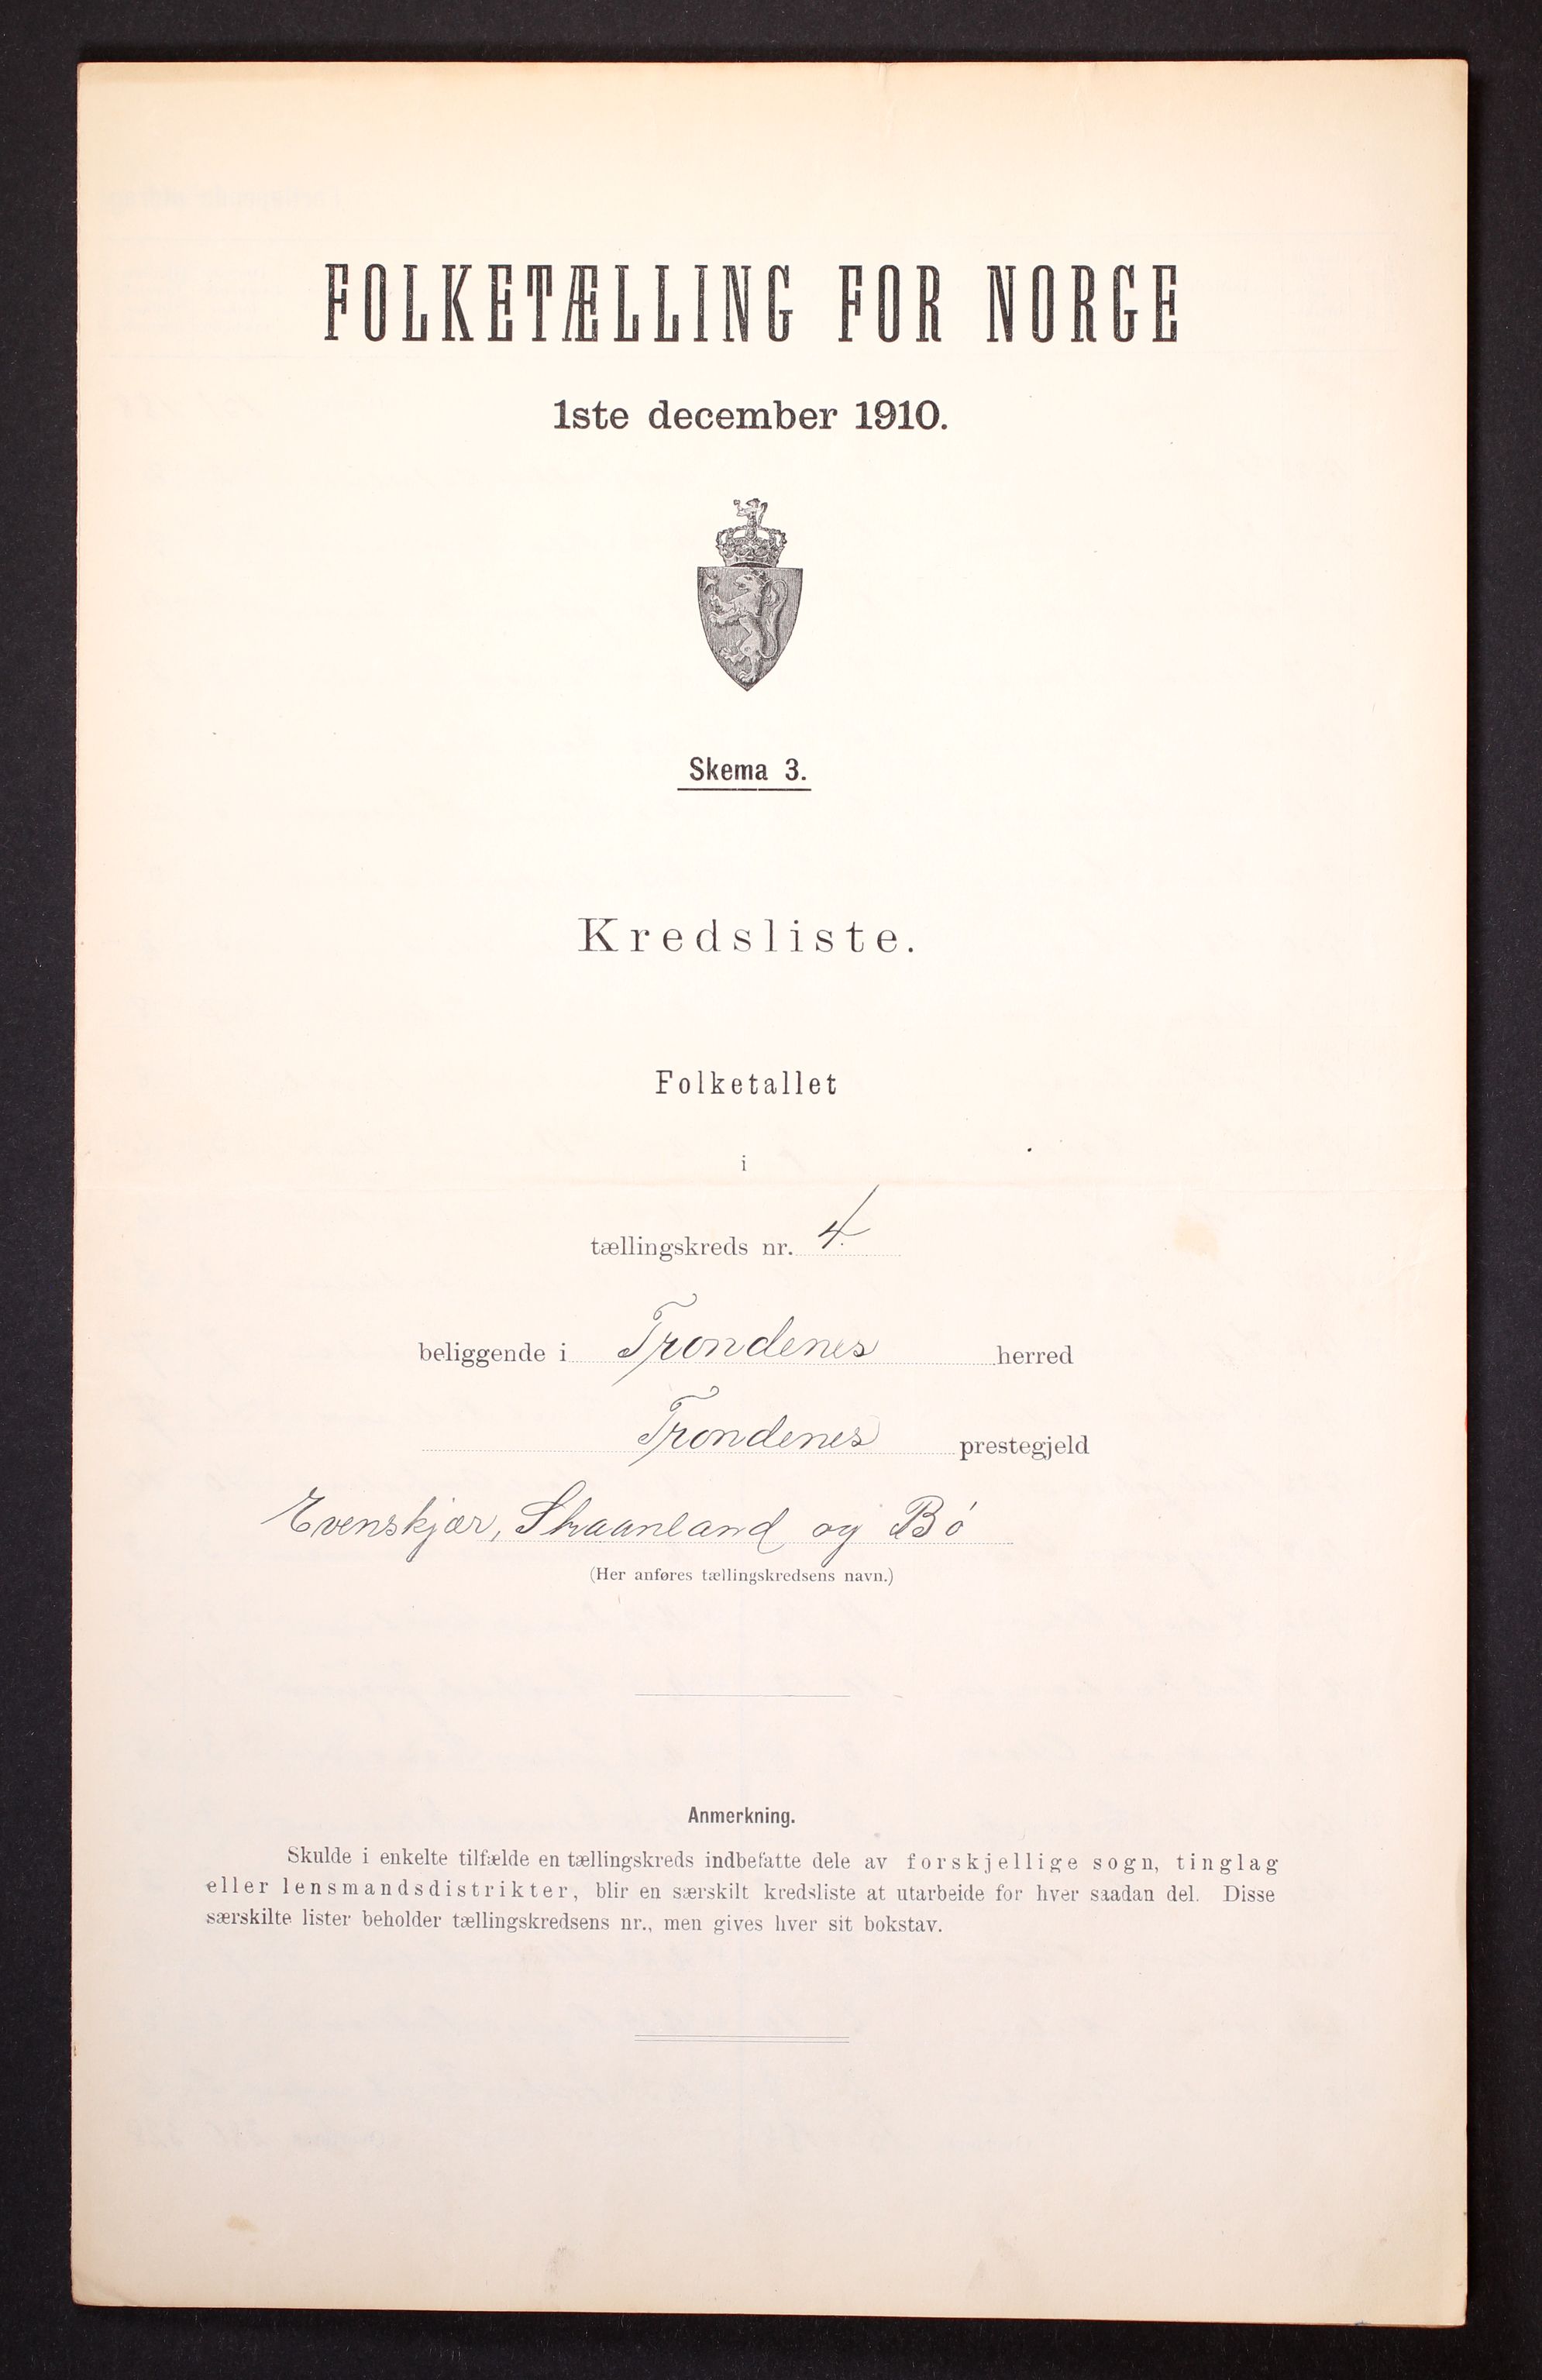 FOLKETÆLLING FOR NORGE
1ste december 1910.
Skema 3.
Kredsliste.
Folketallet
i
tællingskreds nr. 4.
beliggende i Trondenes herred
Trondenes prestegjeld
Evenskjær, Skaanland og Bø
(Her anføres tællingskredsens navn.)
Anmerkning.
Skulde i enkelte tilfælde en tællingskreds indbefatte dele av forskjellige sogn, tinglag
eller lensmandsdistrikter, blir en særskilt kredsliste at utarbeide for hver saadan del. Disse
særskilte lister beholder tællingskredsens nr., men gives hver sit bokstav.